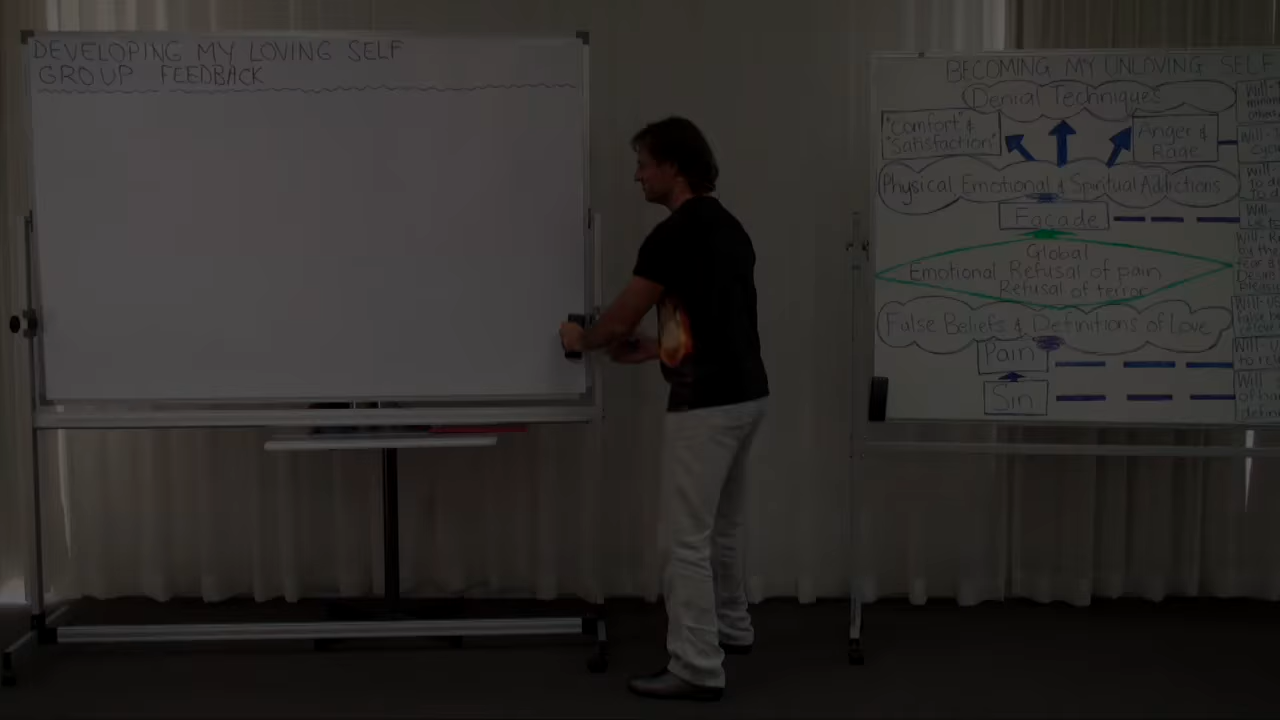 DEVELOPING MY LOVING SELF
GROUP FEEDBACK
BECOMING MY UNLOVING SELF
Denial Techniques
"Comfort" &
"Satisfaction"
Anger &
Rage
Physical Emotional & Spiritual Addictions
Facade
Global
Emotional Refusal of pain
Refusal of terror
False Beliefs & Definitions of Love
Pain
Sin